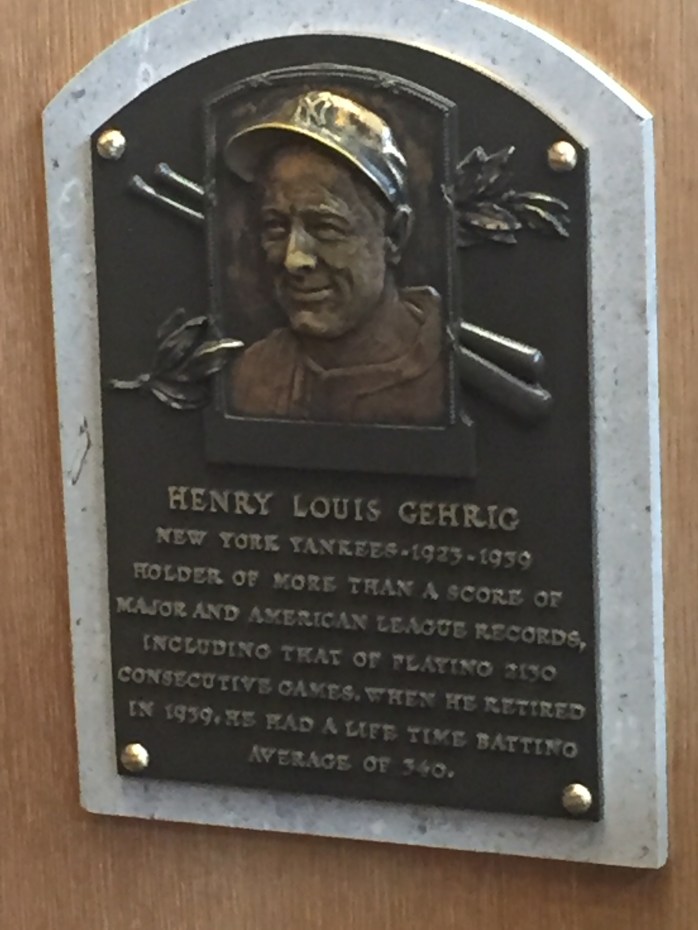 NY
HENRY LOUIS GEHRIG
NEW YORK YANKEES-1923-1939
HOLDER OF MORE THAN A SCORE OF
MAJOR AND AMERICAN LEAGUE RECORDS,
INCLUDING THAT OF PLAYING 2130
CONSECUTIVE GAMES. WHEN HE RETIRED
IN 1939, HE HAD A LIFE TIME BATTING
AVERAGE OF 340.